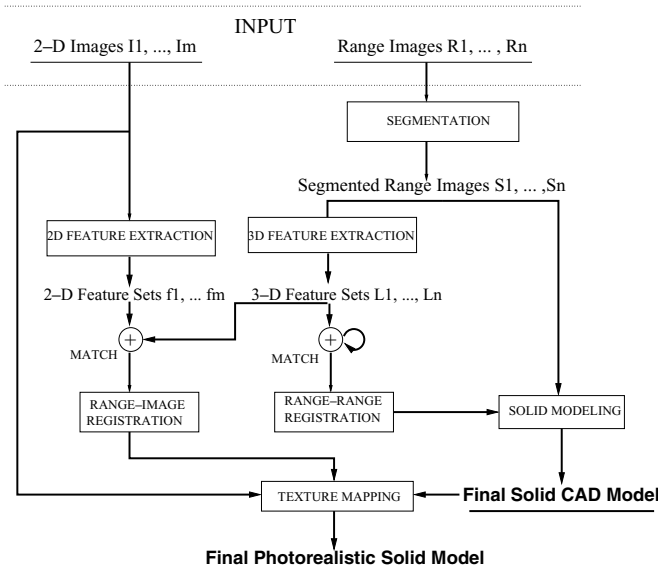 INPUT
2–D Images I1, ..., Im
Range Images R1, ... , Rn
SEGMENTATION
Segmented Range Images S1, ... ,Sn
2D FEATURE EXTRACTION
3D FEATURE EXTRACTION
2–D Feature Sets f1, ... fm
3–D Feature Sets L1, ..., Ln
+
+
MATCH
MATCH
RANGE–IMAGE
REGISTRATION
RANGE–RANGE
REGISTRATION
SOLID MODELING
TEXTURE MAPPING
Final Solid CAD Model
Final Photorealistic Solid Model